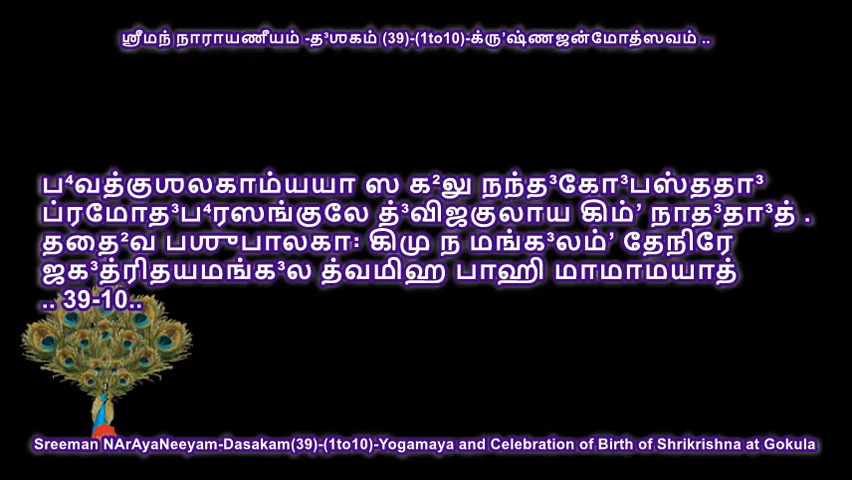 ஶ்ரீமந் நாராயணீயம் -த³ஶகம் (39)-(1to10)-க்ரு’ஷ்ணஜன்மோத்ஸவம் ..
ப⁴வத்குஶலகாம்யயா ஸ க²லு நந்த³கோ³பஸ்ததா³
ப்ரமோத³ப⁴ரஸங்குலே த்³விஜகுலாய கிம்’ நாத³தா³த் .
ததை²வ பஶுபாலகா꞉ கிமு ந மங்க³லம்’ தேநிரே
ஜக³த்ரிதயமங்க³ல த்வமிஹ பாஹி மாமாமயாத்
.. 39-10..
Sreeman NArAyaNeeyam-Dasakam(39)-(1to10)-Yogamaya and Celebration of Birth of Shrikrishna at Gokula